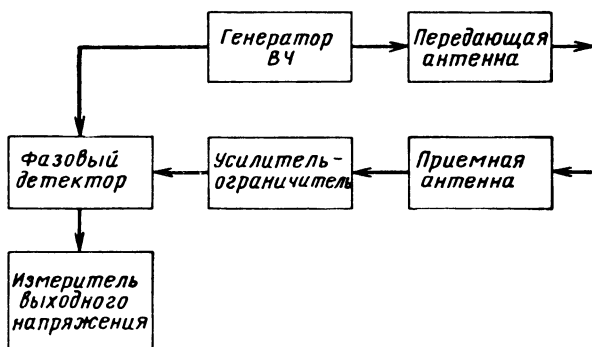 Генератор
ВЧ
Передающая
антенна
Фазовый
детектор
Усилитель-
ограничитель
Приемная
антенна
Измеритель
выходного
напряжения